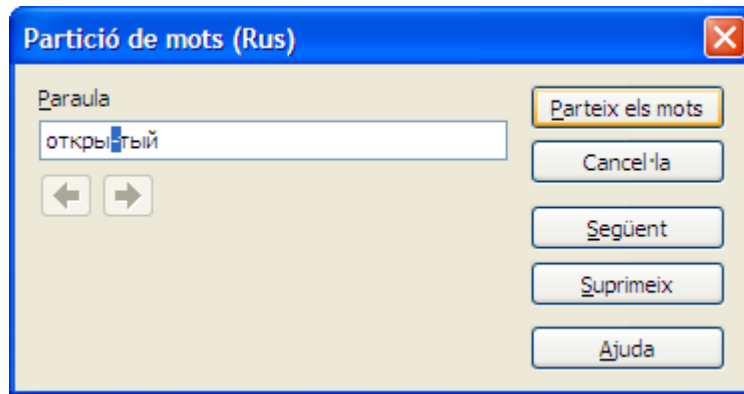 Partició de mots (Rus)
Paraula
откры-тый
Parteix els mots
Cancel·la
Següent
Suprimeix
Ajuda